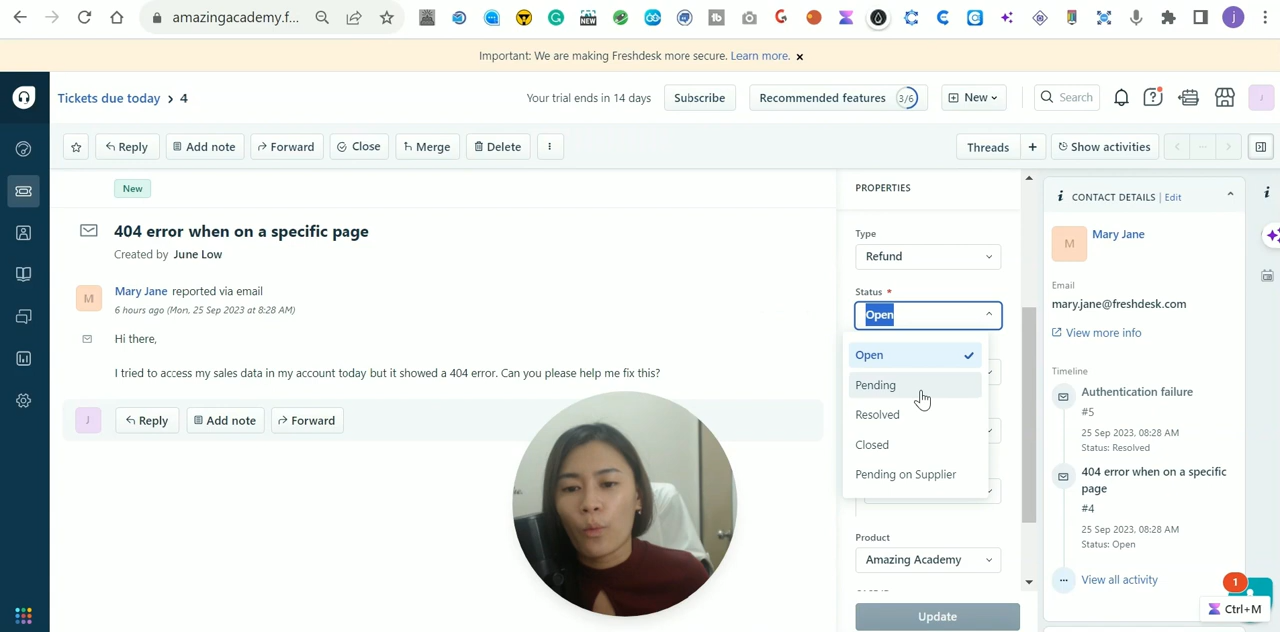 amazingacademy.f...
Important: We are making Freshdesk more secure. Learn more. ×
Tickets due today > 4
Your trial ends in 14 days
Subscribe
Recommended features 3/6
New
Search
J
Reply
Add note
Forward
Close
Merge
Delete
Threads
+
Show activities
New
404 error when on a specific page
Created by June Low
M
Mary Jane reported via email
6 hours ago (Mon, 25 Sep 2023 at 8:28 AM)
Hi there,
I tried to access my sales data in my account today but it showed a 404 error. Can you please help me fix this?
J
Reply
Add note
Forward
PROPERTIES
Type
Refund
Status *
Open
Open
Pending
Resolved
Closed
Pending on Supplier
Product
Amazing Academy
Update
CONTACT DETAILS | Edit
M
Mary Jane
Email
mary.jane@freshdesk.com
View more info
Timeline
Authentication failure
#5
25 Sep 2023, 08:28 AM
Status: Resolved
404 error when on a specific
page
#4
25 Sep 2023, 08:28 AM
Status: Open
View all activity
1
Ctrl+M